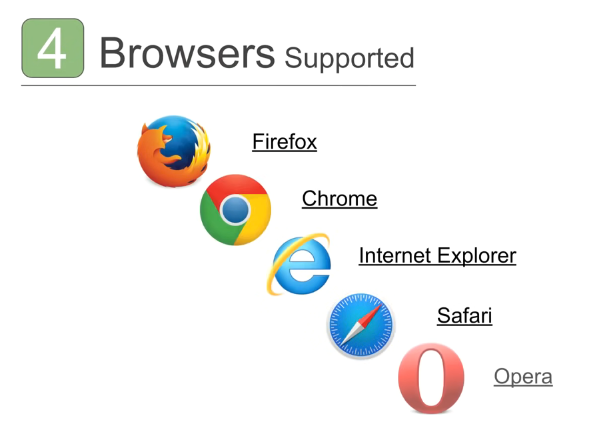 4 Browsers Supported
Firefox
Chrome
Internet Explorer
Safari
Opera